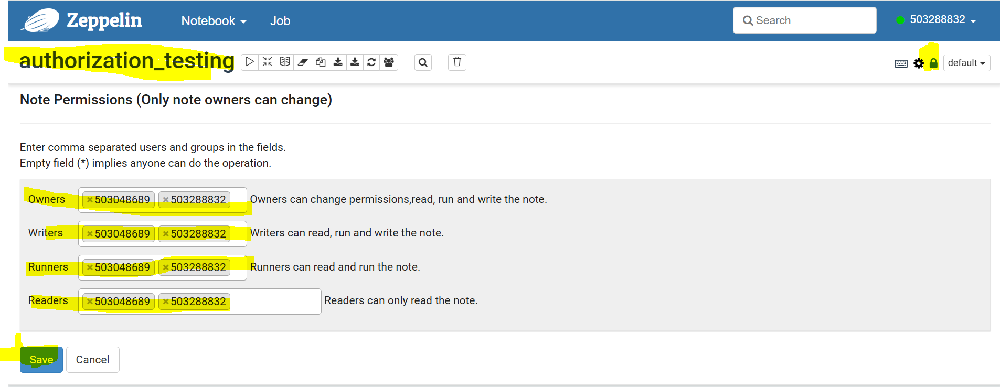 Zeppelin Notebook Job Search 503288832
authorization_testing default
Note Permissions (Only note owners can change)
Enter comma separated users and groups in the fields.
Empty field (*) implies anyone can do the operation.
Owners 503048689 503288832 Owners can change permissions,read, run and write the note.
Writers 503048689 503288832 Writers can read, run and write the note.
Runners 503048689 503288832 Runners can read and run the note.
Readers 503048689 503288832 Readers can only read the note.
Save Cancel